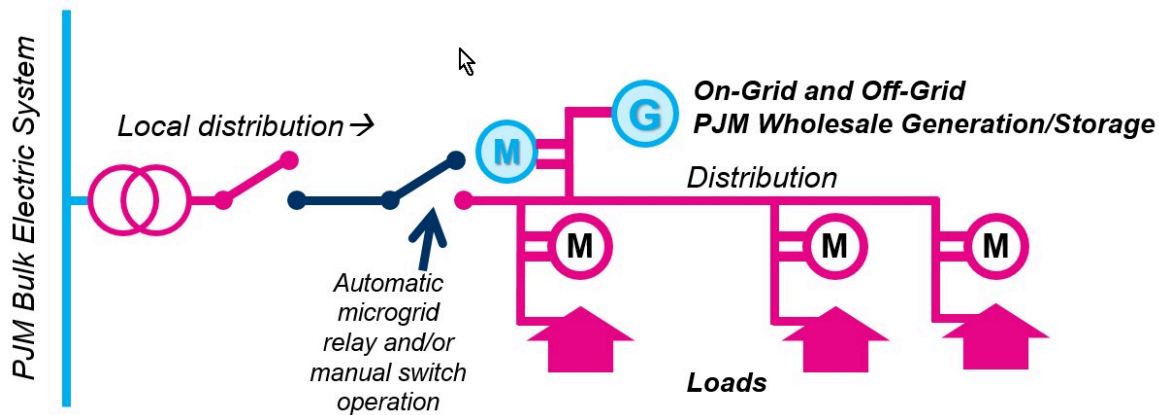 PJM Bulk Electric System
Local distribution→
M
G
On-Grid and Off-Grid
PJM Wholesale Generation/Storage
Distribution
M
M
M
Automatic
microgrid
relay and/or
manual switch
operation
Loads